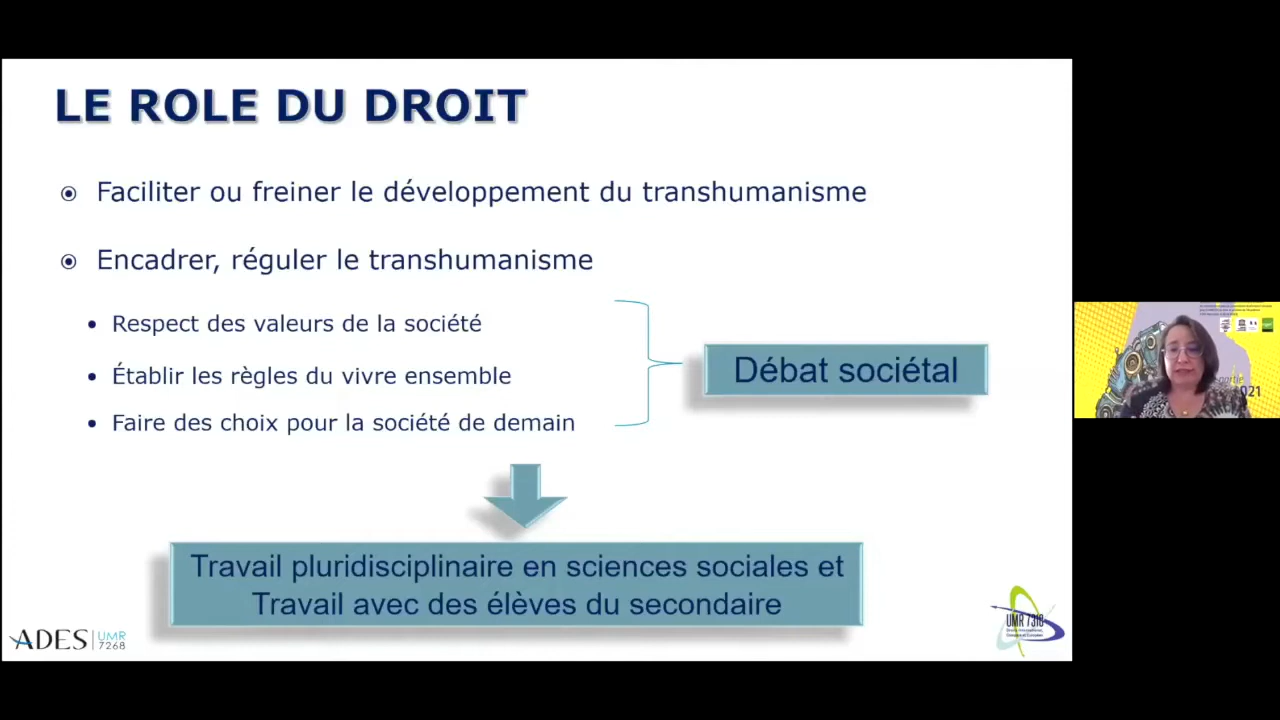 LE ROLE DU DROIT
Faciliter ou freiner le développement du transhumanisme
Encadrer, réguler le transhumanisme
Respect des valeurs de la société
Établir les règles du vivre ensemble
Faire des choix pour la société de demain
Débat sociétal
Travail pluridisciplinaire en sciences sociales et
Travail avec des élèves du secondaire
ADES UMR
7268
UMR 7318